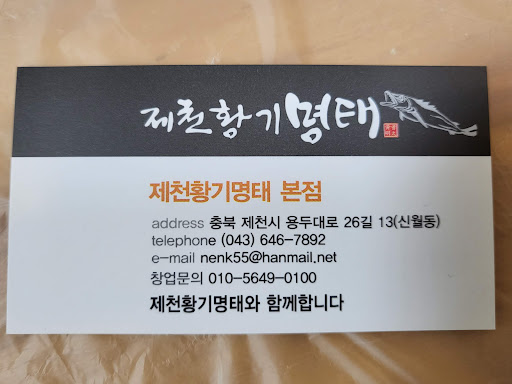 제천황기명태
제천황기명태 본점
address 충북 제천시 용두대로 26길 13(신월동)
telephone (043) 646-7892
e-mail nenk55@hanmail.net
창업문의 010-5649-0100
제천황기명태와 함께합니다